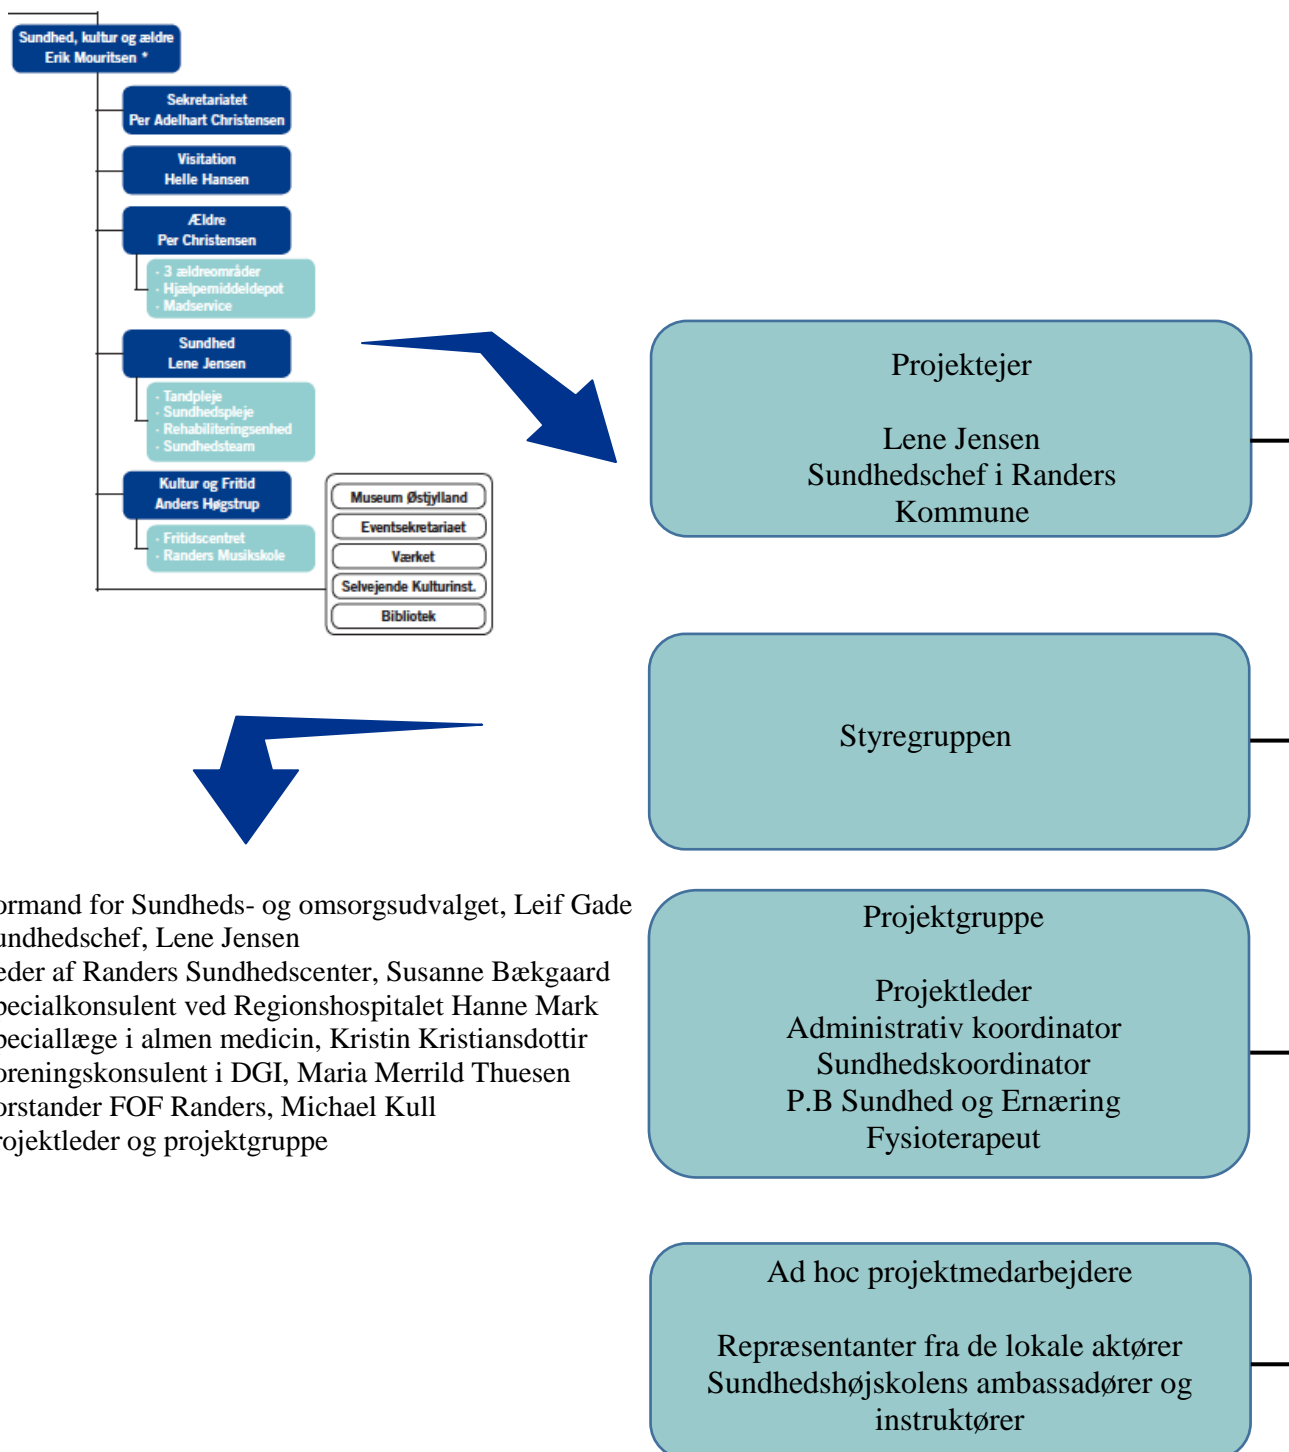 Sundhed, kultur og ældre
Erik Mouritsen *
Sekretariatet
Per Adelhart Christensen
Visitation
Helle Hansen
Ældre
Per Christensen
- 3 ældreområder
- Hjælpemiddeldepot
- Madservice
Sundhed
Lene Jensen
- Tandpleje
- Sundhedspleje
- Rehabiliteringsenhed
- Sundhedsteam
Kultur og Fritid
Anders Høgstrup
- Fritidscentret
- Randers Musikskole
Museum Østjylland
Eventsekretariaet
Værket
Selvejende Kulturinst.
Bibliotek
Projektejer
Lene Jensen
Sundhedschef i Randers
Kommune
Styregruppen
ormand for Sundheds- og omsorgsudvalget, Leif Gade
undhedschef, Lene Jensen
eder af Randers Sundhedscenter, Susanne Bækgaard
pecialkonsulent ved Regionshospitalet Hanne Mark
peciallæge i almen medicin, Kristin Kristiansdottir
oreningskonsulent i DGI, Maria Merrild Thuesen
orstander FOF Randers, Michael Kull
rojektleder og projektgruppe
Projektgruppe
Projektleder
Administrativ koordinator
Sundhedskoordinator
P.B Sundhed og Ernæring
Fysioterapeut
Ad hoc projektmedarbejdere
Repræsentanter fra de lokale aktører
Sundhedshøjskolens ambassadører og
instruktører